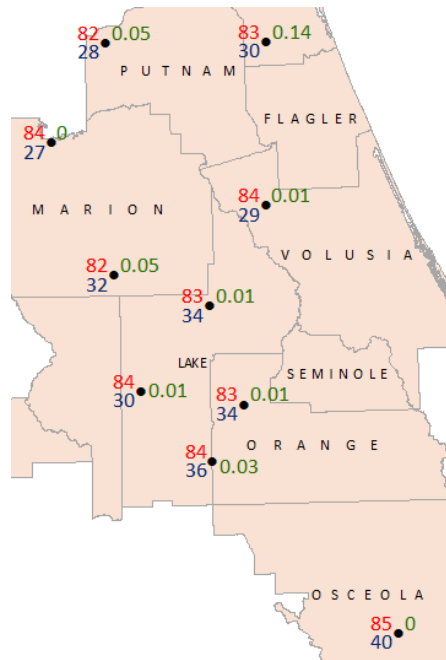 82 0.05
28
83 0.14
30
PUTNAM
FLAGLER
84 0
27
84 0.01
29
MARION
VOLUSIA
82 0.05
32
83 0.01
34
LAKE
SEMINOLE
84 0.01
30
83 0.01
34
ORANGE
84
36 0.03
OSCEOLA
85 0
40